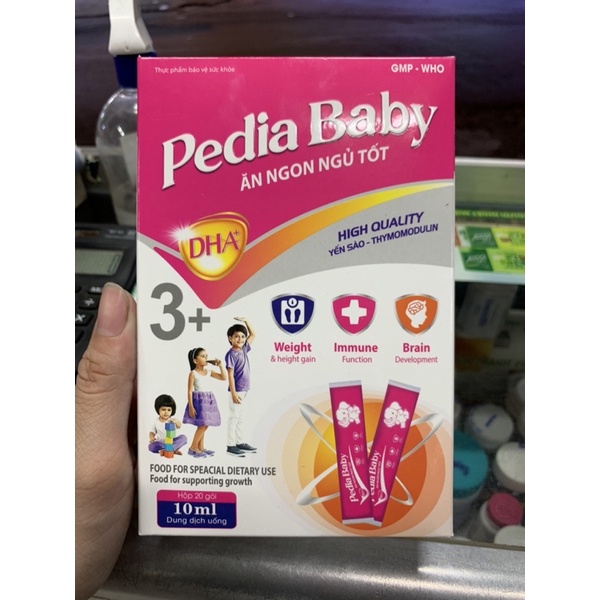 Thực phẩm bảo vệ sức khỏe
GMP - WHO
Pedia Baby
ĂN NGON NGỦ TỐT
DHA+
HIGH QUALITY
YẾN SÀO - THYMOMODULIN
3+
Weight
& height gain
Immune
Function
Brain
Development
Pedia Baby
Pedia Baby
FOOD FOR SPEACIAL DIETARY USE
Food for supporting growth
Hộp 20 gói
10ml
Dung dịch uống